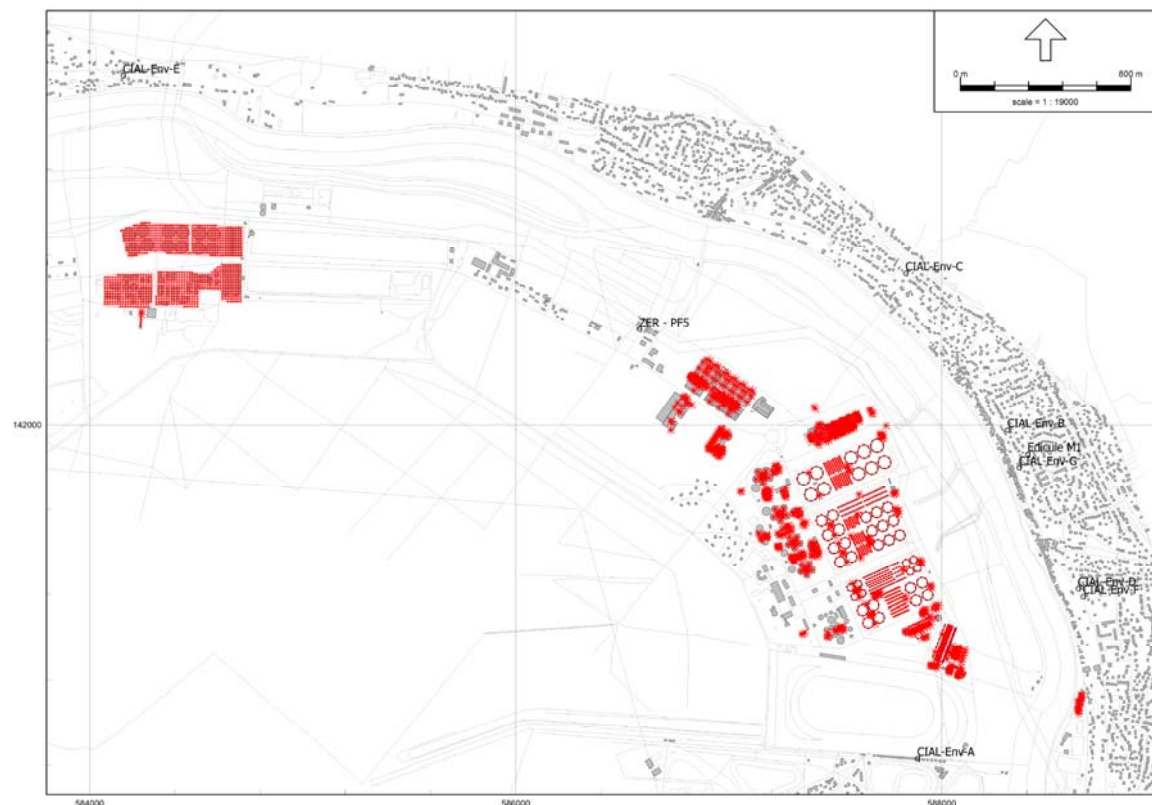 0 m 800 m
scale = 1 : 19000
CIAL-Env-E
CIAL-Env-C
ZER - PF5
142000
CIAL-Env-B
Edicule M1
CIAL-Env-G
CIAL-Env-D
CIAL-Env-F
CIAL-Env-A
584000 586000 588000